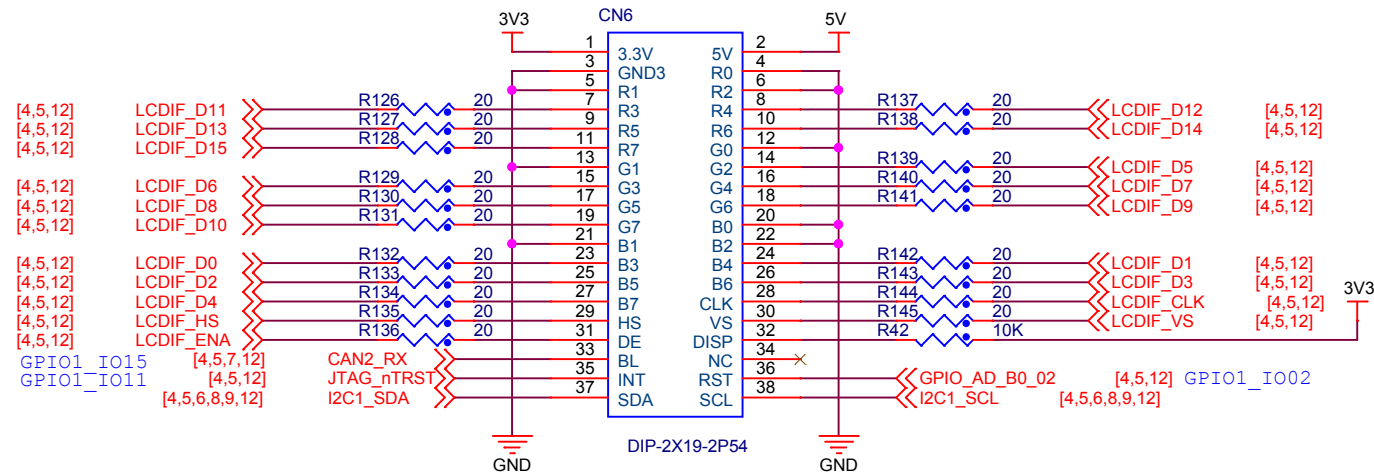 3V3 CN6 5V
1 3.3V 5V 2
3 GND3 R0 4
5 R1 R2 6
[4,5,12] LCDIF_D11 R126 20 7 R3 R4 8 R137 20 LCDIF_D12 [4,5,12]
[4,5,12] LCDIF_D13 R127 20 9 R5 R6 10 R138 20 LCDIF_D14 [4,5,12]
[4,5,12] LCDIF_D15 R128 20 11 R7 G0 12
13 G1 G2 14 R139 20 LCDIF_D5 [4,5,12]
[4,5,12] LCDIF_D6 R129 20 15 G3 G4 16 R140 20 LCDIF_D7 [4,5,12]
[4,5,12] LCDIF_D8 R130 20 17 G5 G6 18 R141 20 LCDIF_D9 [4,5,12]
[4,5,12] LCDIF_D10 R131 20 19 G7 B0 20
21 B1 B2 22
[4,5,12] LCDIF_D0 R132 20 23 B3 B4 24 R142 20 LCDIF_D1 [4,5,12]
[4,5,12] LCDIF_D2 R133 20 25 B5 B6 26 R143 20 LCDIF_D3 [4,5,12]
[4,5,12] LCDIF_D4 R134 20 27 B7 CLK 28 R144 20 LCDIF_CLK [4,5,12] 3V3
[4,5,12] LCDIF_HS R135 20 29 HS VS 30 R145 20 LCDIF_VS [4,5,12]
[4,5,12] LCDIF_ENA R136 20 31 DE DISP 32 R42 10K
GPIO1_IO15 [4,5,7,12] CAN2_RX 33 BL NC 34
GPIO1_IO11 [4,5,12] JTAG_nTRST 35 INT RST 36 GPIO_AD_B0_02 [4,5,12] GPIO1_IO02
[4,5,6,8,9,12] I2C1_SDA 37 SDA SCL 38 I2C1_SCL [4,5,6,8,9,12]
DIP-2X19-2P54
GND GND